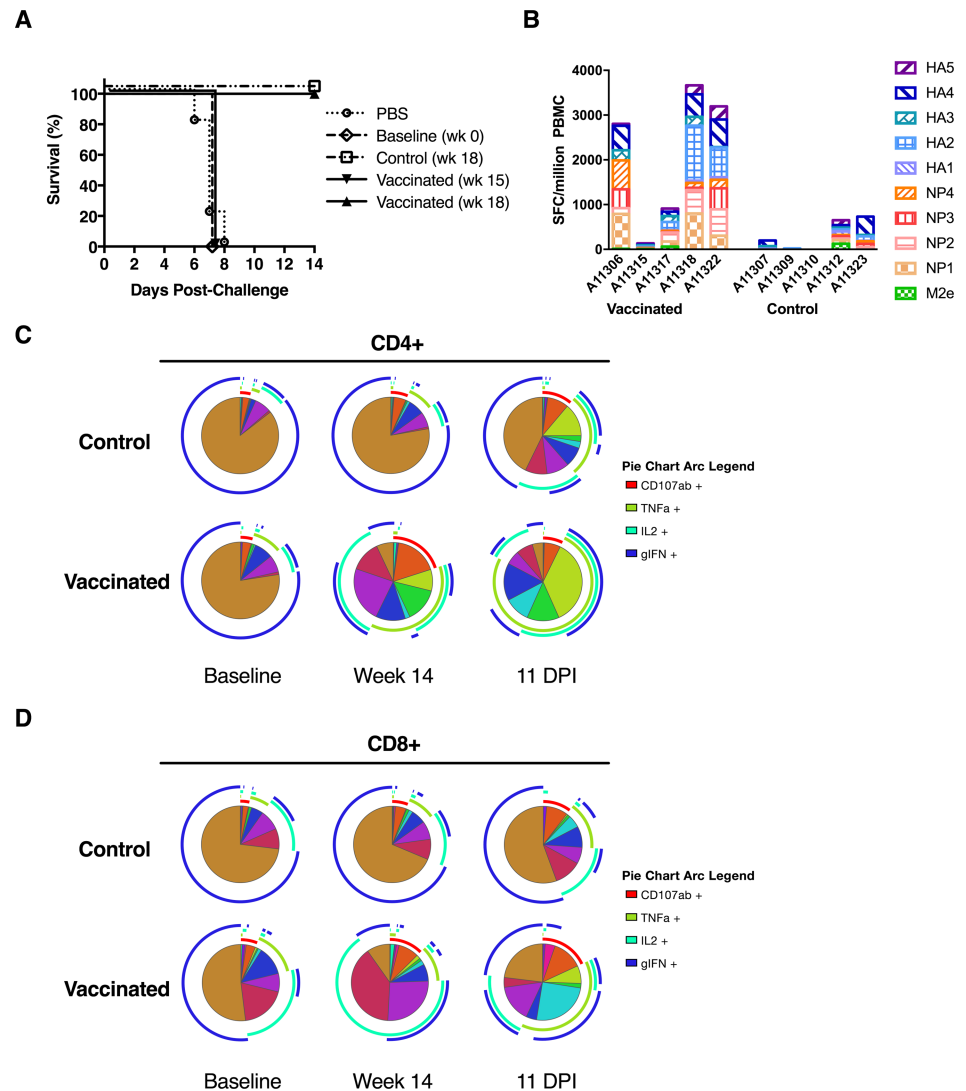 A
Survival (%)
100
80
60
40
20
0
0 2 4 6 8 10 12 14
Days Post-Challenge
PBS
Baseline (wk 0)
Control (wk 18)
Vaccinated (wk 15)
Vaccinated (wk 18)
B
SFC/million PBMC
4000
3000
2000
1000
0
A11306 A11315 A11317 A11318 A11322 A11307 A11309 A11310 A11312 A11323
Vaccinated Control
HA5
HA4
HA3
HA2
HA1
NP4
NP3
NP2
NP1
M2e
C
CD4+
Control
Vaccinated
Baseline Week 14 11 DPI
Pie Chart Arc Legend
CD107ab +
TNFa +
IL2 +
gIFN +
D
CD8+
Control
Vaccinated
Baseline Week 14 11 DPI
Pie Chart Arc Legend
CD107ab +
TNFa +
IL2 +
gIFN +